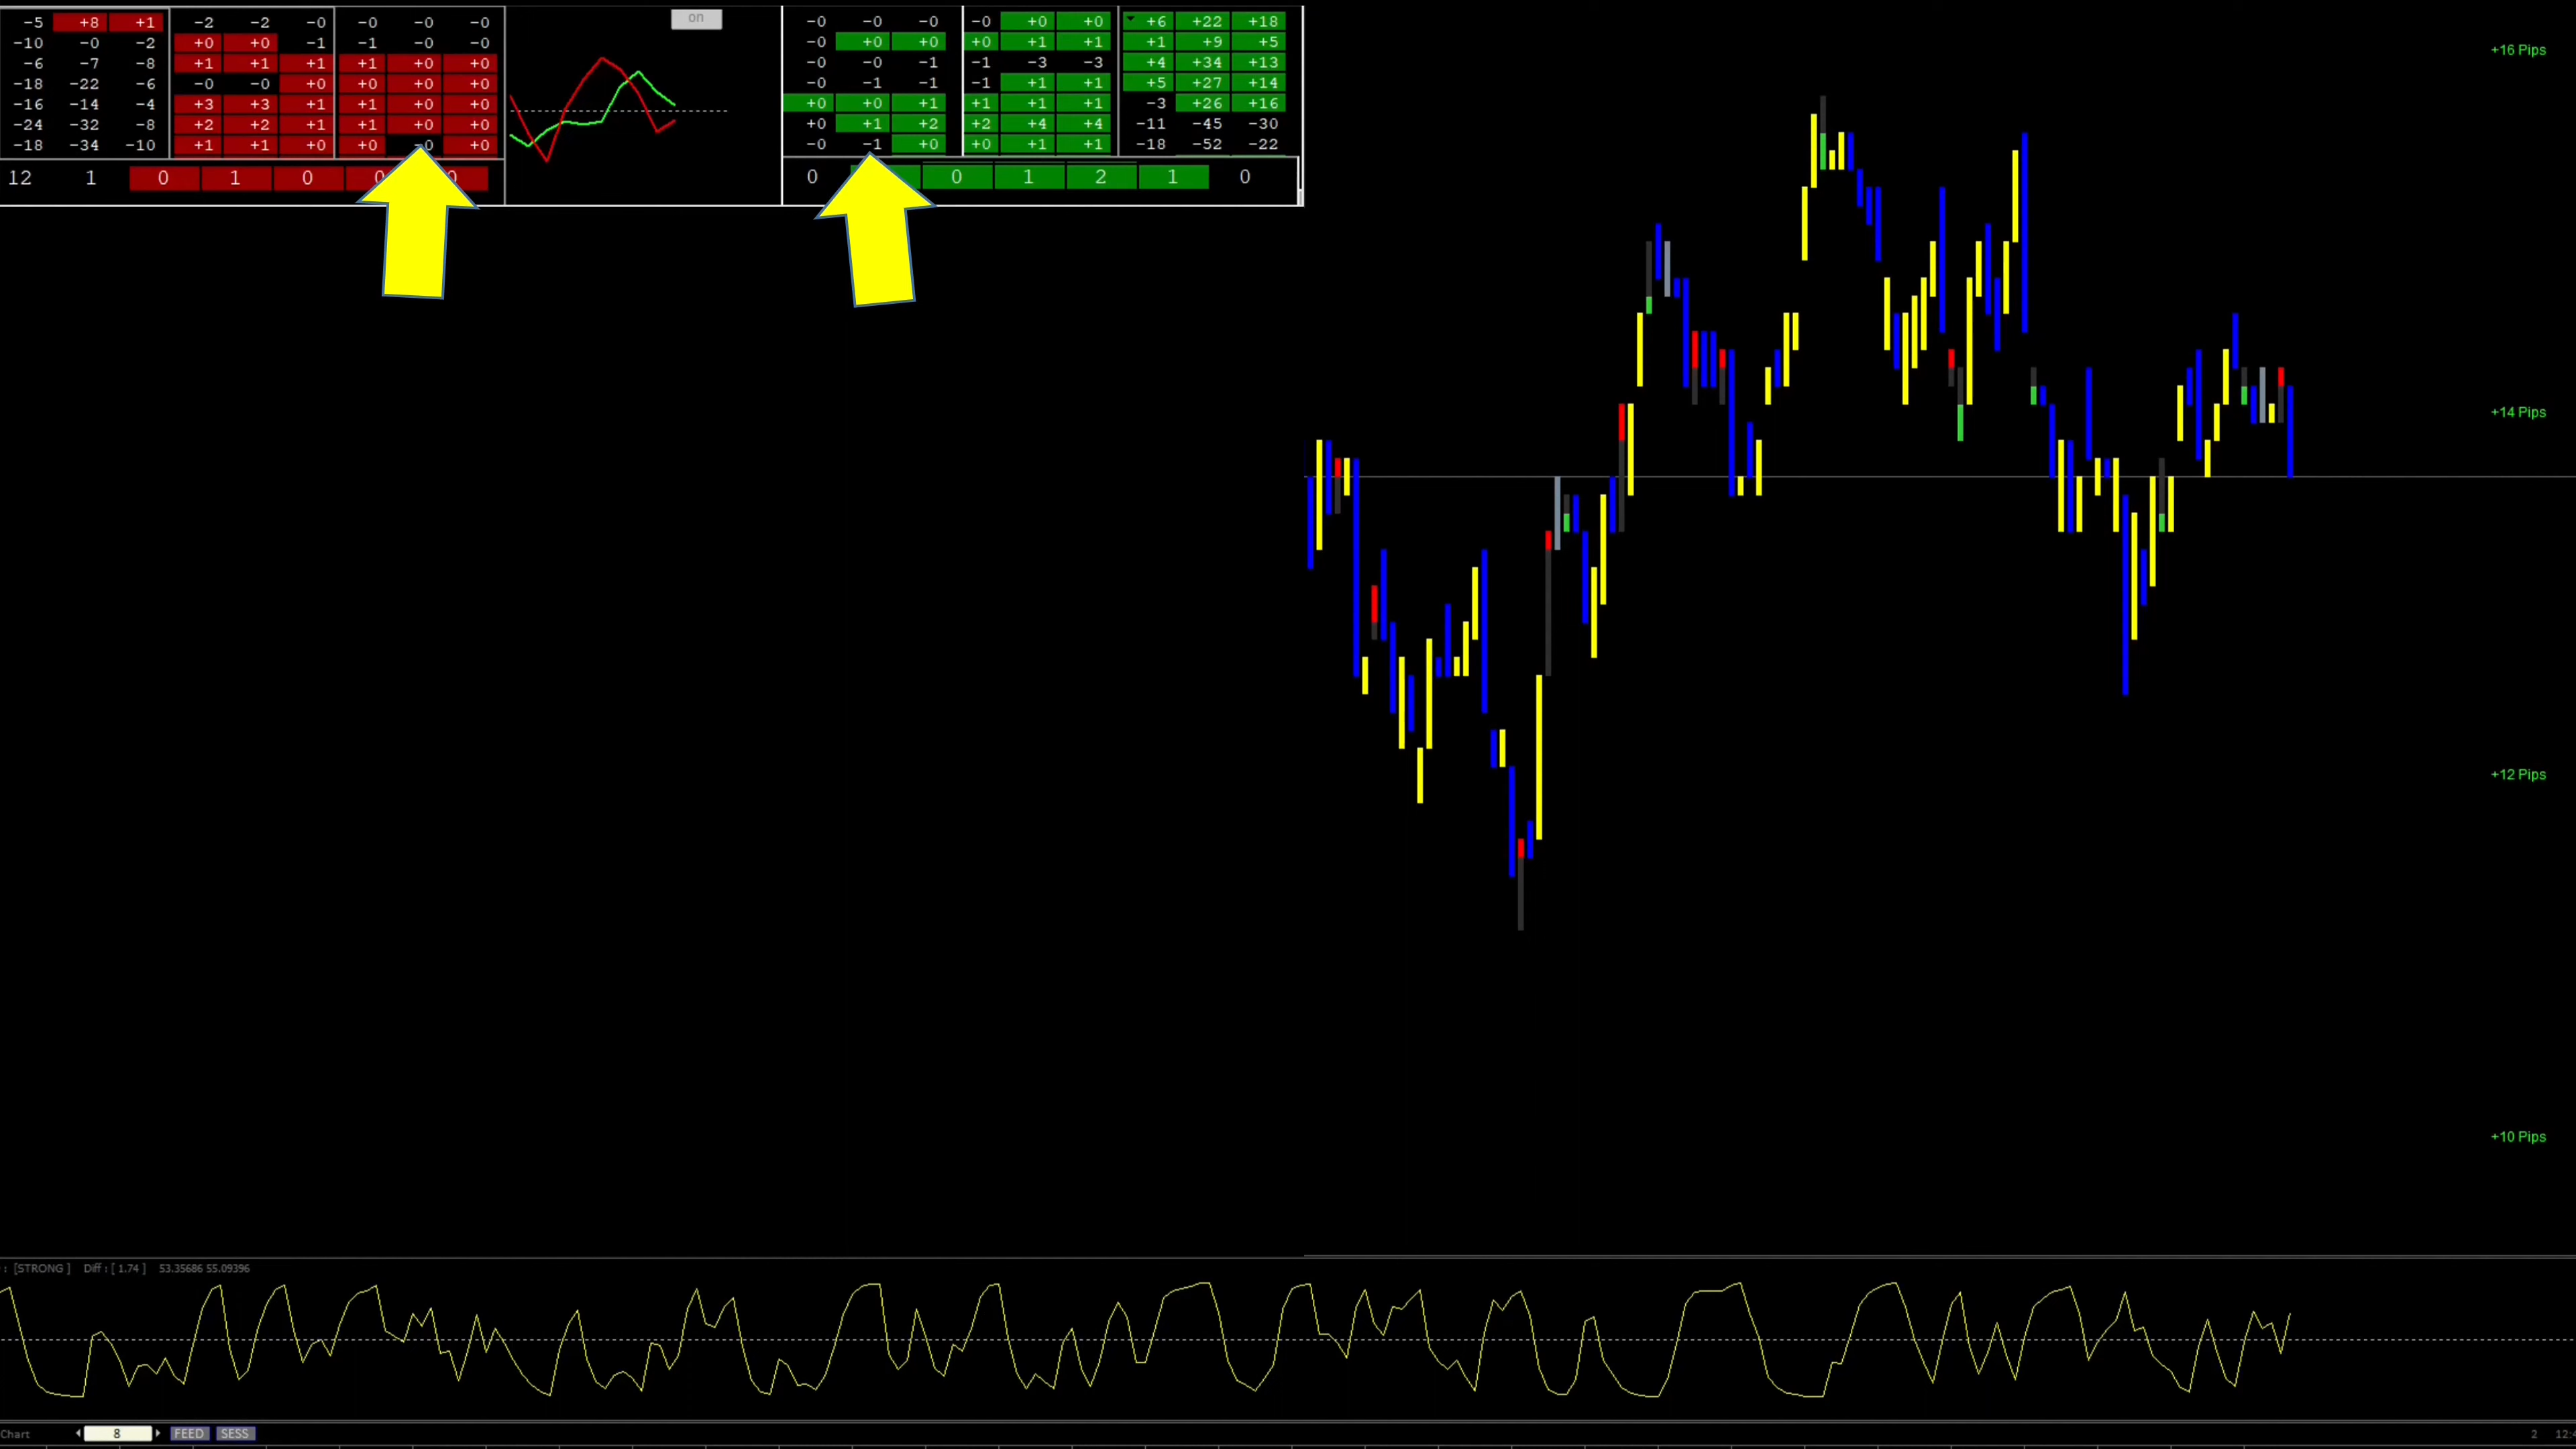 -5 +8 +1 -2 -2 -0 -0 -0 -0 on -0 -0 -0 -0 +0 +0 +6 +22 +18
-10 -0 -2 +0 +0 -1 -1 -0 -0 -0 +0 +0 +0 +1 +1 +1 +9 +5
-6 -7 -8 +1 +1 +1 +1 +0 +0 -0 -0 -1 -1 -3 -3 +4 +34 +13
-18 -22 -6 -0 -0 +0 +0 +0 +0 -0 -1 -1 -1 +1 +1 +5 +27 +14
-16 -14 -4 +3 +3 +1 +1 +0 +0 +0 +0 +1 +1 +1 +1 -3 +26 +16
-24 -32 -8 +2 +2 +1 +1 +0 +0 +0 +1 +2 +2 +4 +4 -11 -45 -30
-18 -34 -10 +1 +1 +0 +0 -0 +0 -0 -1 +0 +0 +1 +1 -18 -52 -22
12 1 0 1 0 0 0 0 1 2 1 0
+16 Pips
+14 Pips
+12 Pips
+10 Pips
: [STRONG ] Diff : [ 1.74 ] 53.35686 55.09396
Chart 8 FEED SESS 2